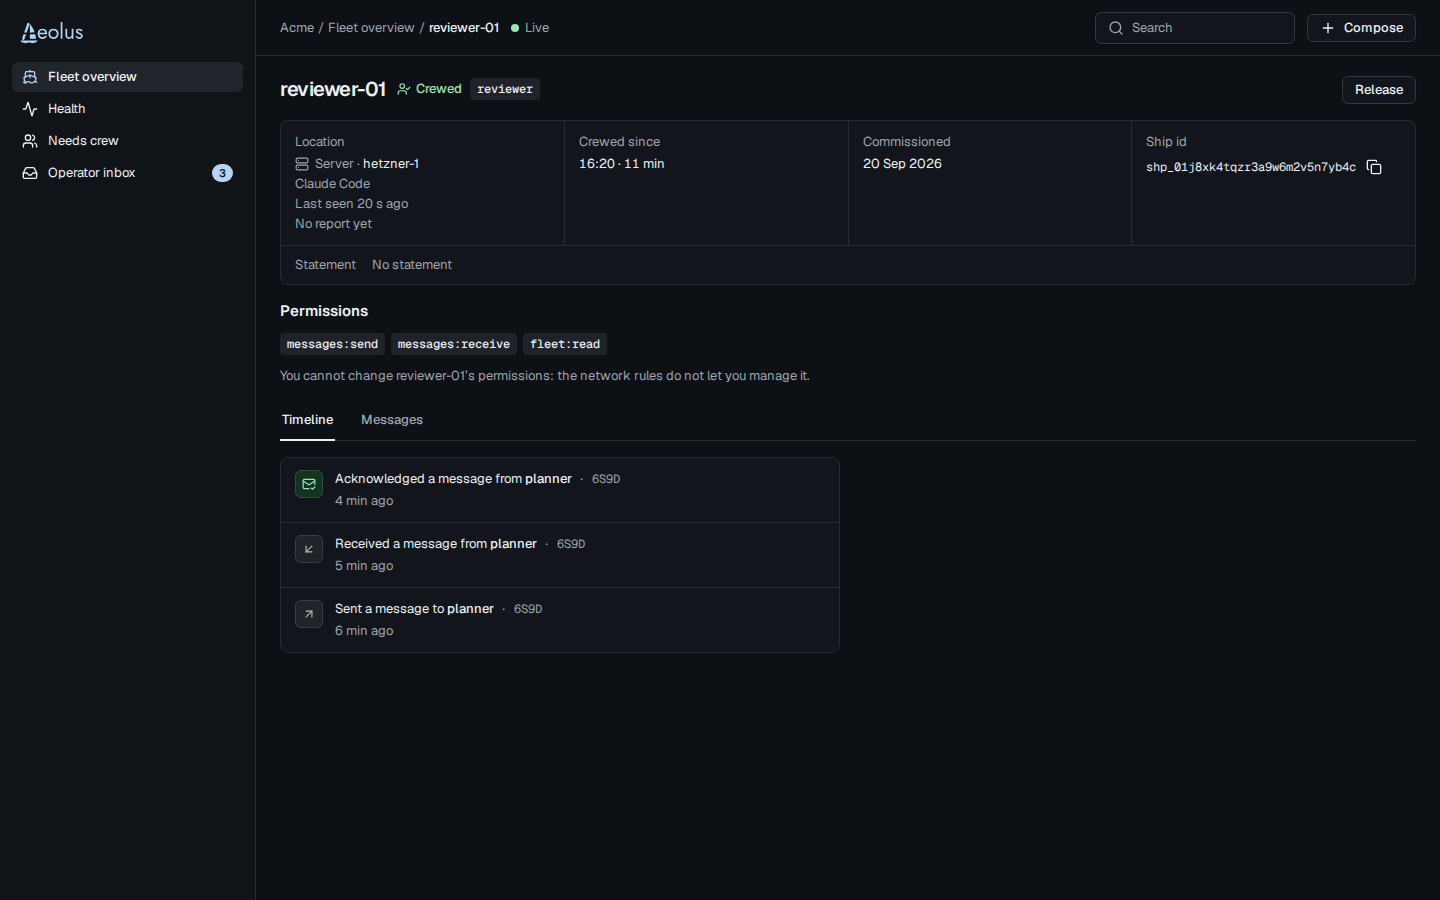 Aeolus
Acme / Fleet overview / reviewer-01 Live
Search
Compose
Fleet overview
Health
Needs crew
Operator inbox 3
reviewer-01 Crewed reviewer
Release
Location
Server · hetzner-1
Claude Code
Last seen 20 s ago
No report yet
Crewed since
16:20 · 11 min
Commissioned
20 Sep 2026
Ship id
shp_01j8xk4tqzr3a9w6m2v5n7yb4c
Statement No statement
Permissions
messages:send messages:receive fleet:read
You cannot change reviewer-01's permissions: the network rules do not let you manage it.
Timeline Messages
Acknowledged a message from planner · 6S9D
4 min ago
Received a message from planner · 6S9D
5 min ago
Sent a message to planner · 6S9D
6 min ago